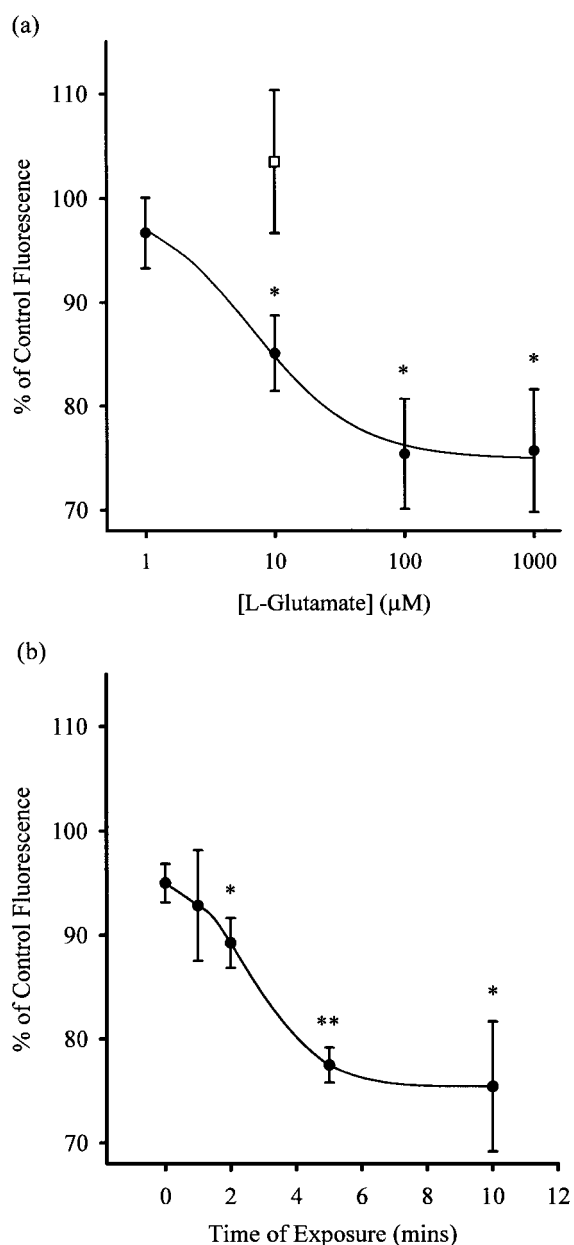 (a)
110
100
90
80
70
% of Control Fluorescence
*
*
*
1 10 100 1000
[L-Glutamate] (μM)
(b)
110
100
90
80
70
% of Control Fluorescence
*
**
*
0 2 4 6 8 10 12
Time of Exposure (mins)